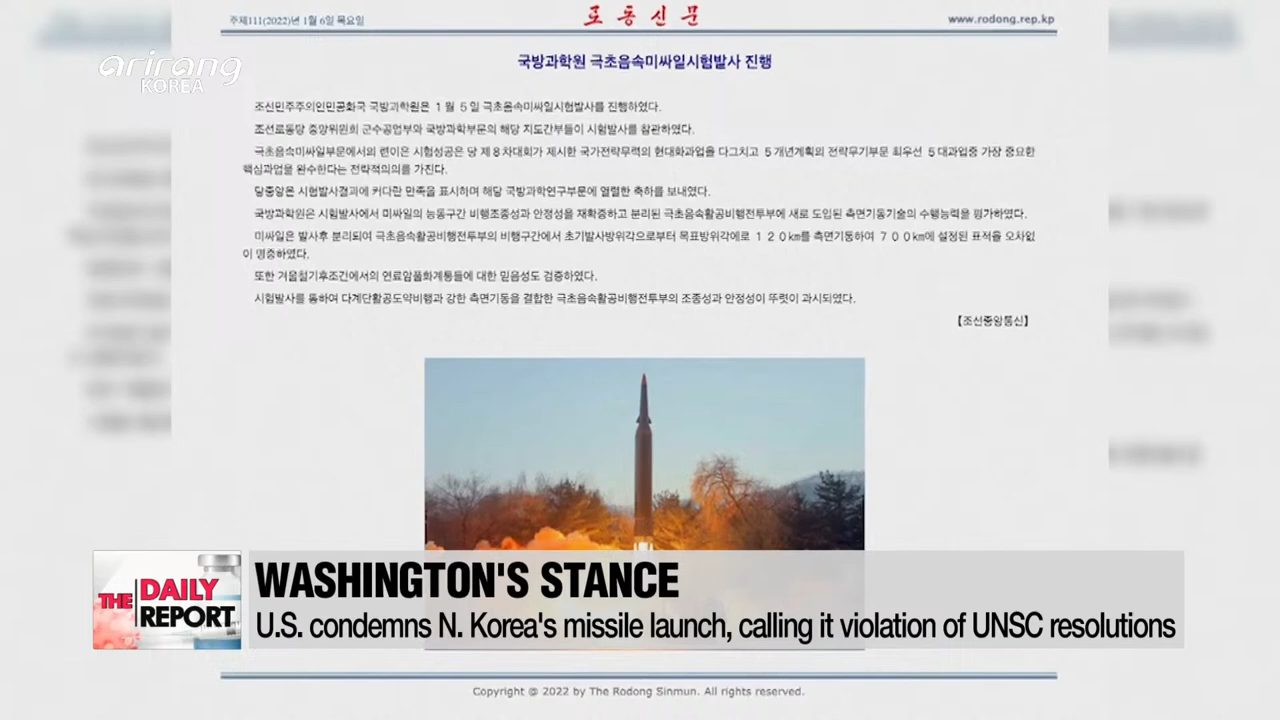 주체111(2022)년 1월 6일 목요일
로동신문
www.rodong.rep.kp
arirang
KOREA
국방과학원 극초음속미싸일시험발사 진행
조선민주주의인민공화국 국방과학원은 1월 5일 극초음속미싸일시험발사를 진행하였다.
조선로동당 중앙위원회 군수공업부와 국방과학부문의 해당 지도간부들이 시험발사를 참관하였다.
극초음속미싸일부문에서의 련이은 시험성공은 당 제8차대회가 제시한 국가전략무력의 현대화과업을 다그치고 5개년계획의 전략무기부문 최우선 5대과업중 가장 중요한
핵심과업을 완수한다는 전략적의의를 가진다.
당중앙은 시험발사결과에 커다란 만족을 표시하며 해당 국방과학연구부문에 열렬한 축하를 보내였다.
국방과학원은 시험발사에서 미싸일의 능동구간 비행조종성과 안정성을 재확증하고 분리된 극초음속활공비행전투부에 새로 도입된 측면기동기술의 수행능력을 평가하였다.
미싸일은 발사후 분리되여 극초음속활공비행전투부의 비행구간에서 초기발사방위각으로부터 목표방위각에로 120km를 측면기동하여 700km에 설정된 표적을 오차없
이 명중하였다.
또한 겨울철기후조건에서의 연료암풀화계통들에 대한 믿음성도 검증하였다.
시험발사를 통하여 다계단활공도약비행과 강한 측면기동을 결합한 극초음속활공비행전투부의 조종성과 안정성이 뚜렷이 과시되였다.
【조선중앙통신】
THE DAILY REPORT
WASHINGTON'S STANCE
U.S. condemns N. Korea's missile launch, calling it violation of UNSC resolutions
Copyright @ 2022 by The Rodong Sinmun. All rights reserved.